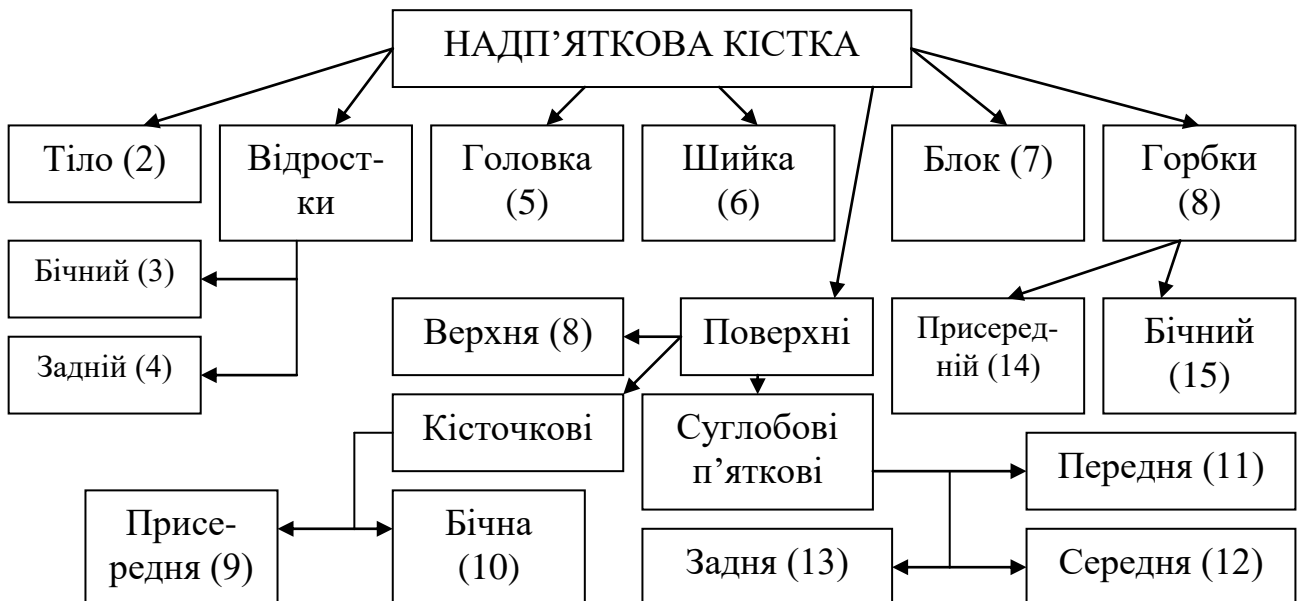 НАДП’ЯТКОВА КІСТКА
Тіло (2)
Відрост-
ки
Головка
(5)
Шийка
(6)
Блок (7)
Горбки
(8)
Бічний (3)
Задній (4)
Верхня (8)
Поверхні
Присеред-
ній (14)
Бічний
(15)
Кісточкові
Суглобові
п’яткові
Передня (11)
Присе-
редня (9)
Бічна
(10)
Задня (13)
Середня (12)